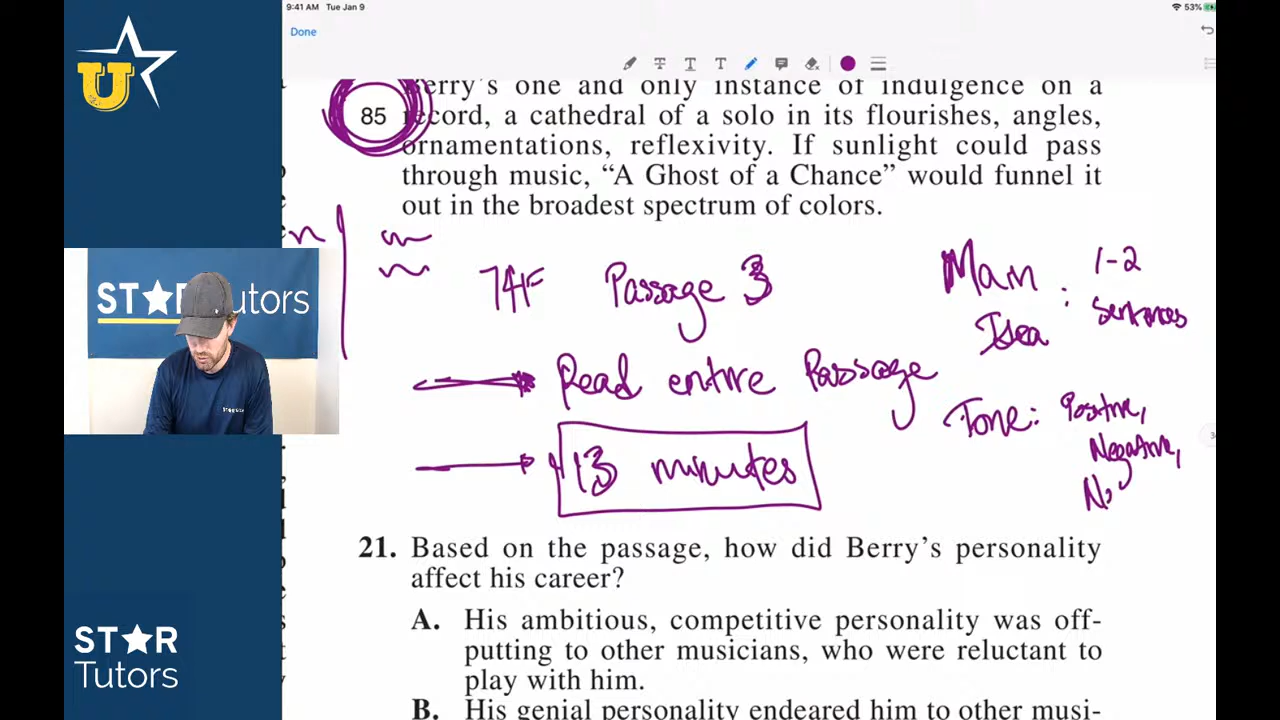 9:41 AM Tue Jan 9
53%
Done
U
Berry's one and only instance of indulgence on a
85 record, a cathedral of a solo in its flourishes, angles,
ornamentations, reflexivity. If sunlight could pass
through music, “A Ghost of a Chance” would funnel it
out in the broadest spectrum of colors.
74F Passage 3
Main Idea : 1-2 sentences
Read entire Passage
Tone: Positive,
Negative,
13 minutes
STAR Tutors
21. Based on the passage, how did Berry's personality
affect his career?
A. His ambitious, competitive personality was off-
putting to other musicians, who were reluctant to
play with him.
B. His genial personality endeared him to other musi-
STAR
Tutors